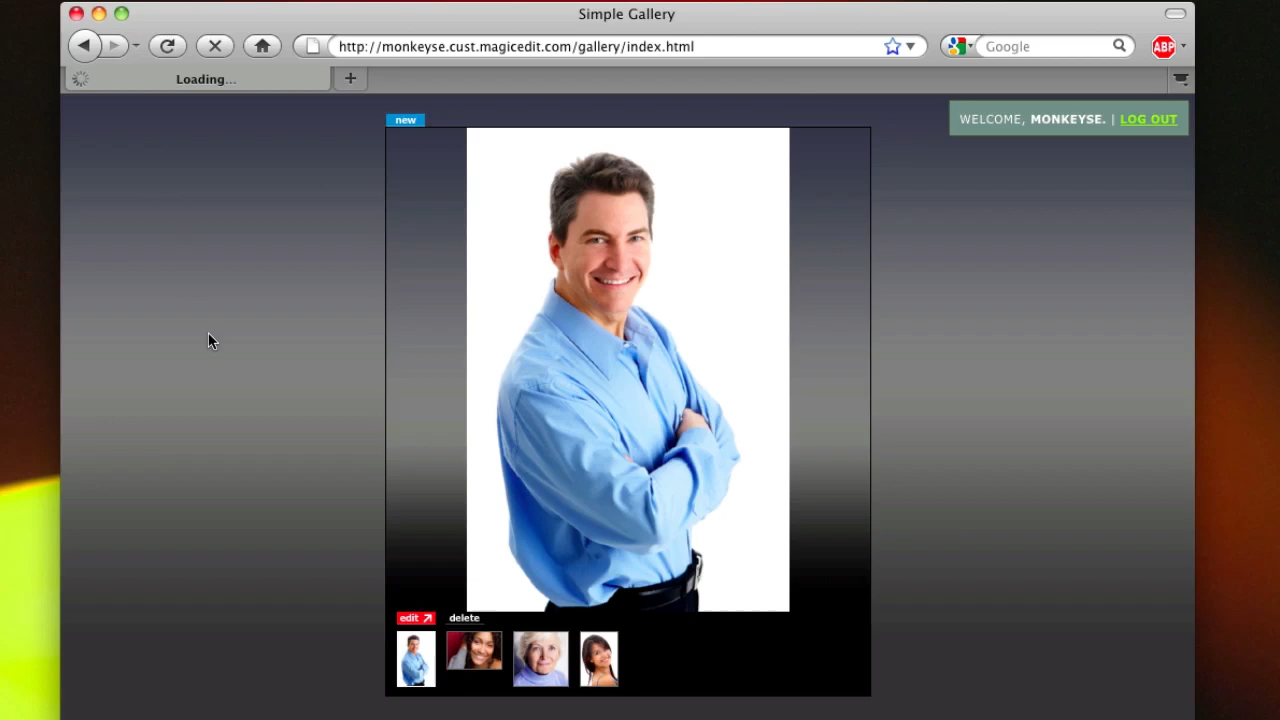 Simple Gallery
http://monkeyse.cust.magicedit.com/gallery/index.html
Google
ABP
Loading...
new
WELCOME, MONKEYSE. | LOG OUT
edit
delete